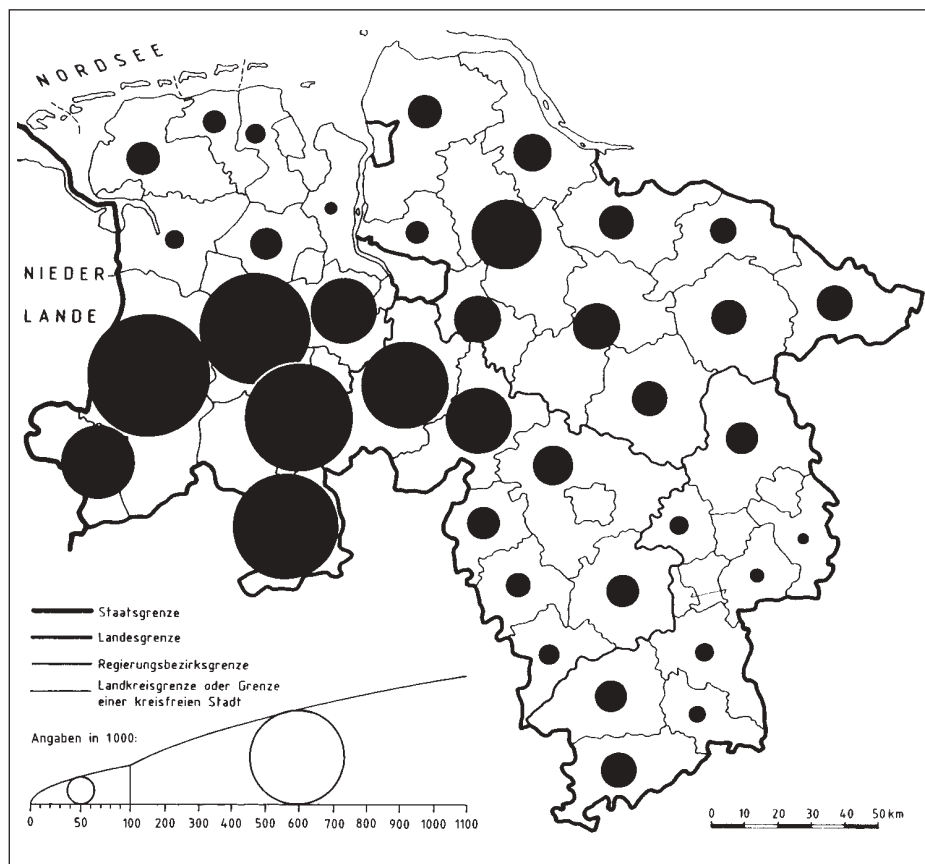 NORDSEE
NIEDER
LANDE
Staatsgrenze
Landesgrenze
Regierungsbezirksgrenze
Landkreisgrenze oder Grenze
einer kreisfreien Stadt
Angaben in 1000:
0 50 100 200 300 400 500 600 700 800 900 1000 1100
0 10 20 30 40 50 km